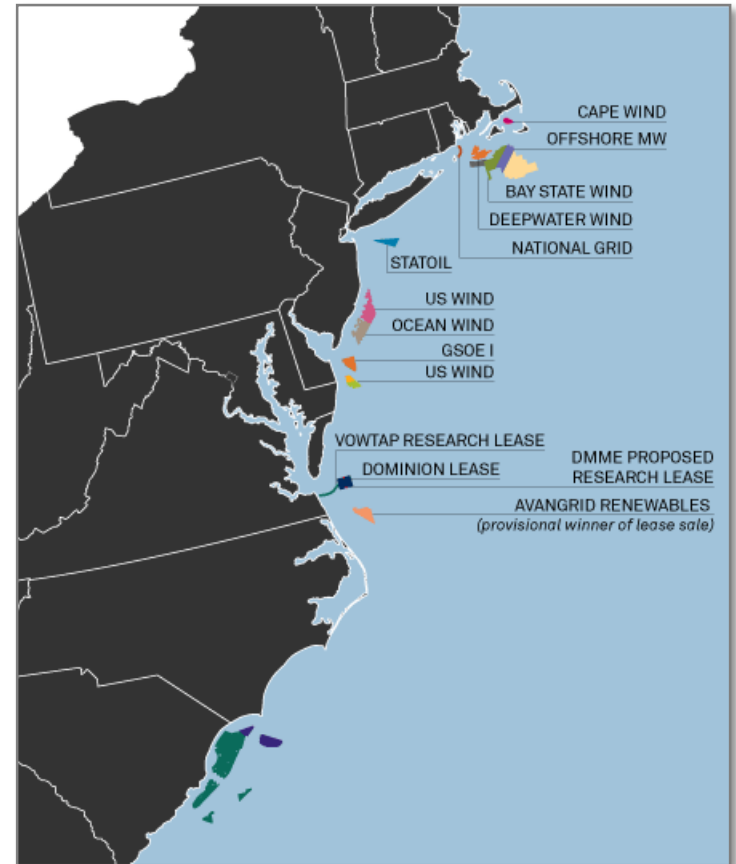 CAPE WIND
OFFSHORE MW
BAY STATE WIND
DEEPWATER WIND
NATIONAL GRID
STATOIL
US WIND
OCEAN WIND
GSOE I
US WIND
VOWTAP RESEARCH LEASE
DOMINION LEASE
DMME PROPOSED
RESEARCH LEASE
AVANGRID RENEWABLES
(provisional winner of lease sale)